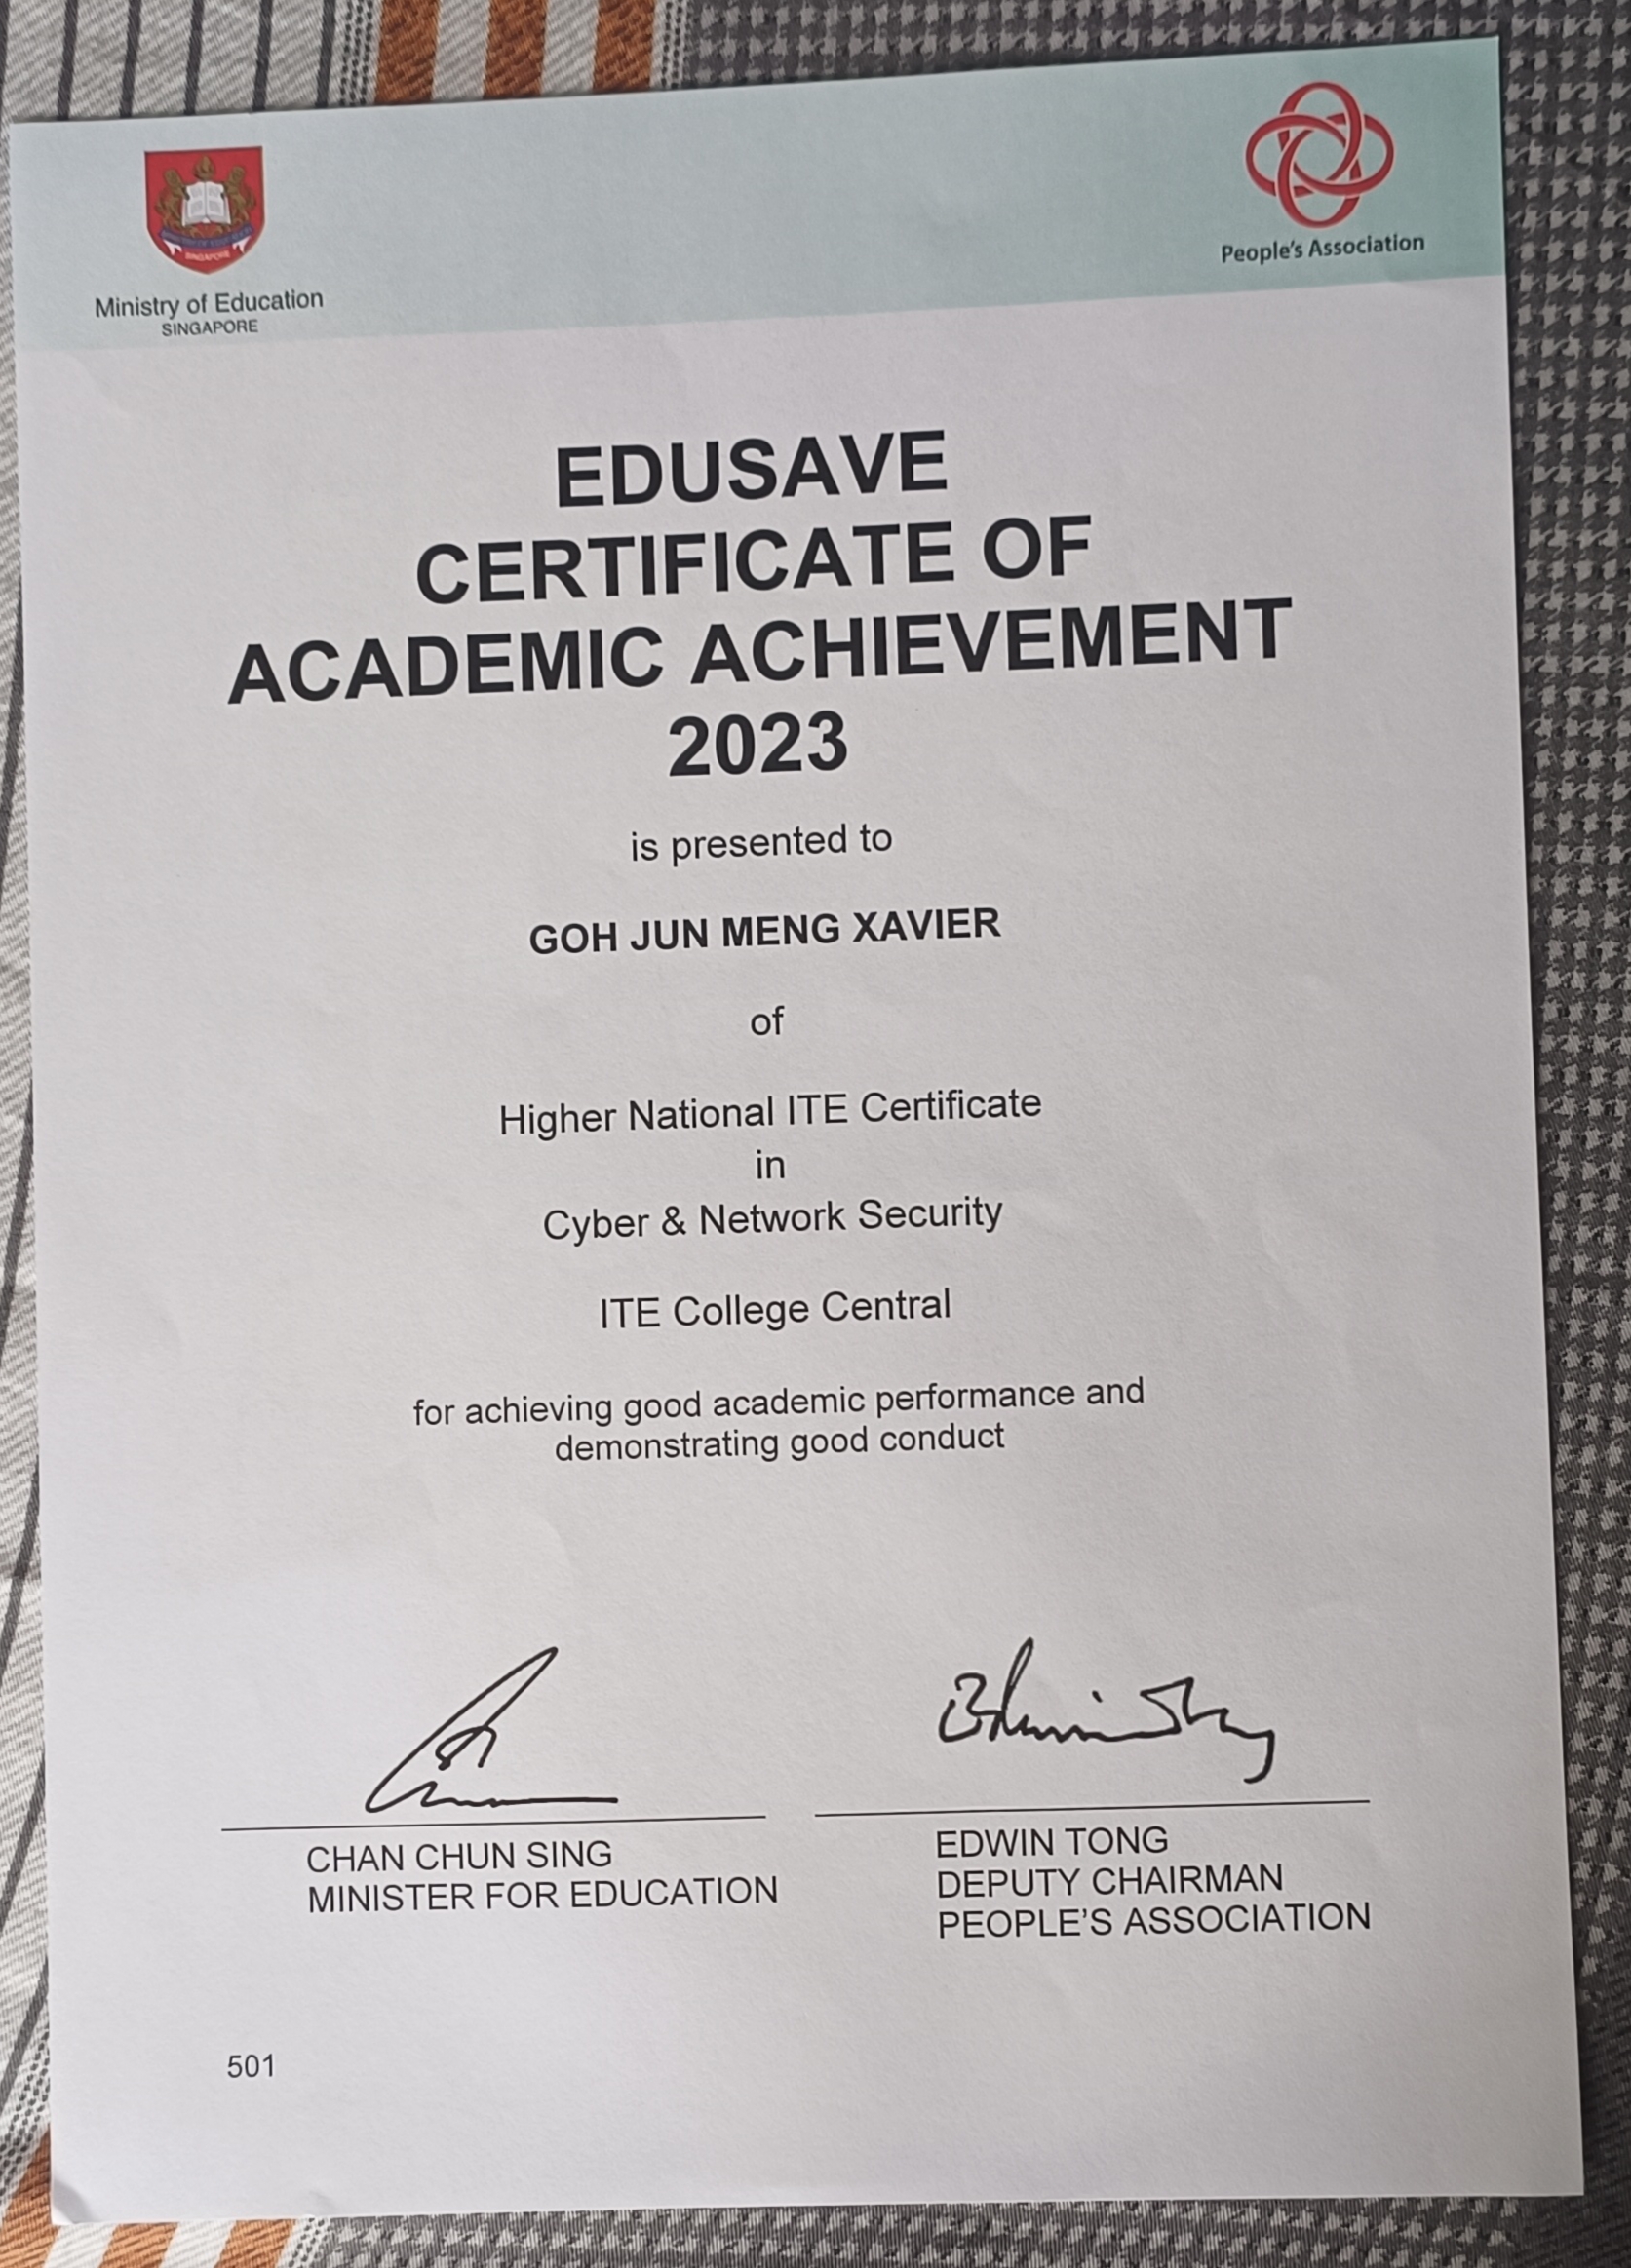 Ministry of Education
SINGAPORE
People's Association
EDUSAVE
CERTIFICATE OF
ACADEMIC ACHIEVEMENT
2023
is presented to
GOH JUN MENG XAVIER
of
Higher National ITE Certificate
in
Cyber & Network Security
ITE College Central
for achieving good academic performance and
demonstrating good conduct
CHAN CHUN SING
MINISTER FOR EDUCATION
EDWIN TONG
DEPUTY CHAIRMAN
PEOPLE'S ASSOCIATION
501